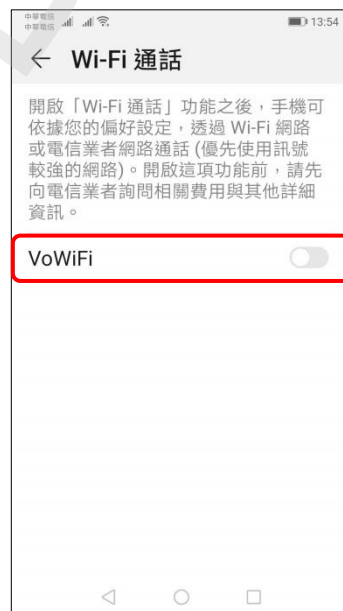 中華電信
中華電信
13:54
← Wi-Fi 通話
開啟「Wi-Fi 通話」功能之後，手機可
依據您的偏好設定，透過 Wi-Fi 網路
或電信業者網路通話 (優先使用訊號
較強的網路)。開啟這項功能前，請先
向電信業者詢問相關費用與其他詳細
資訊。
VoWiFi